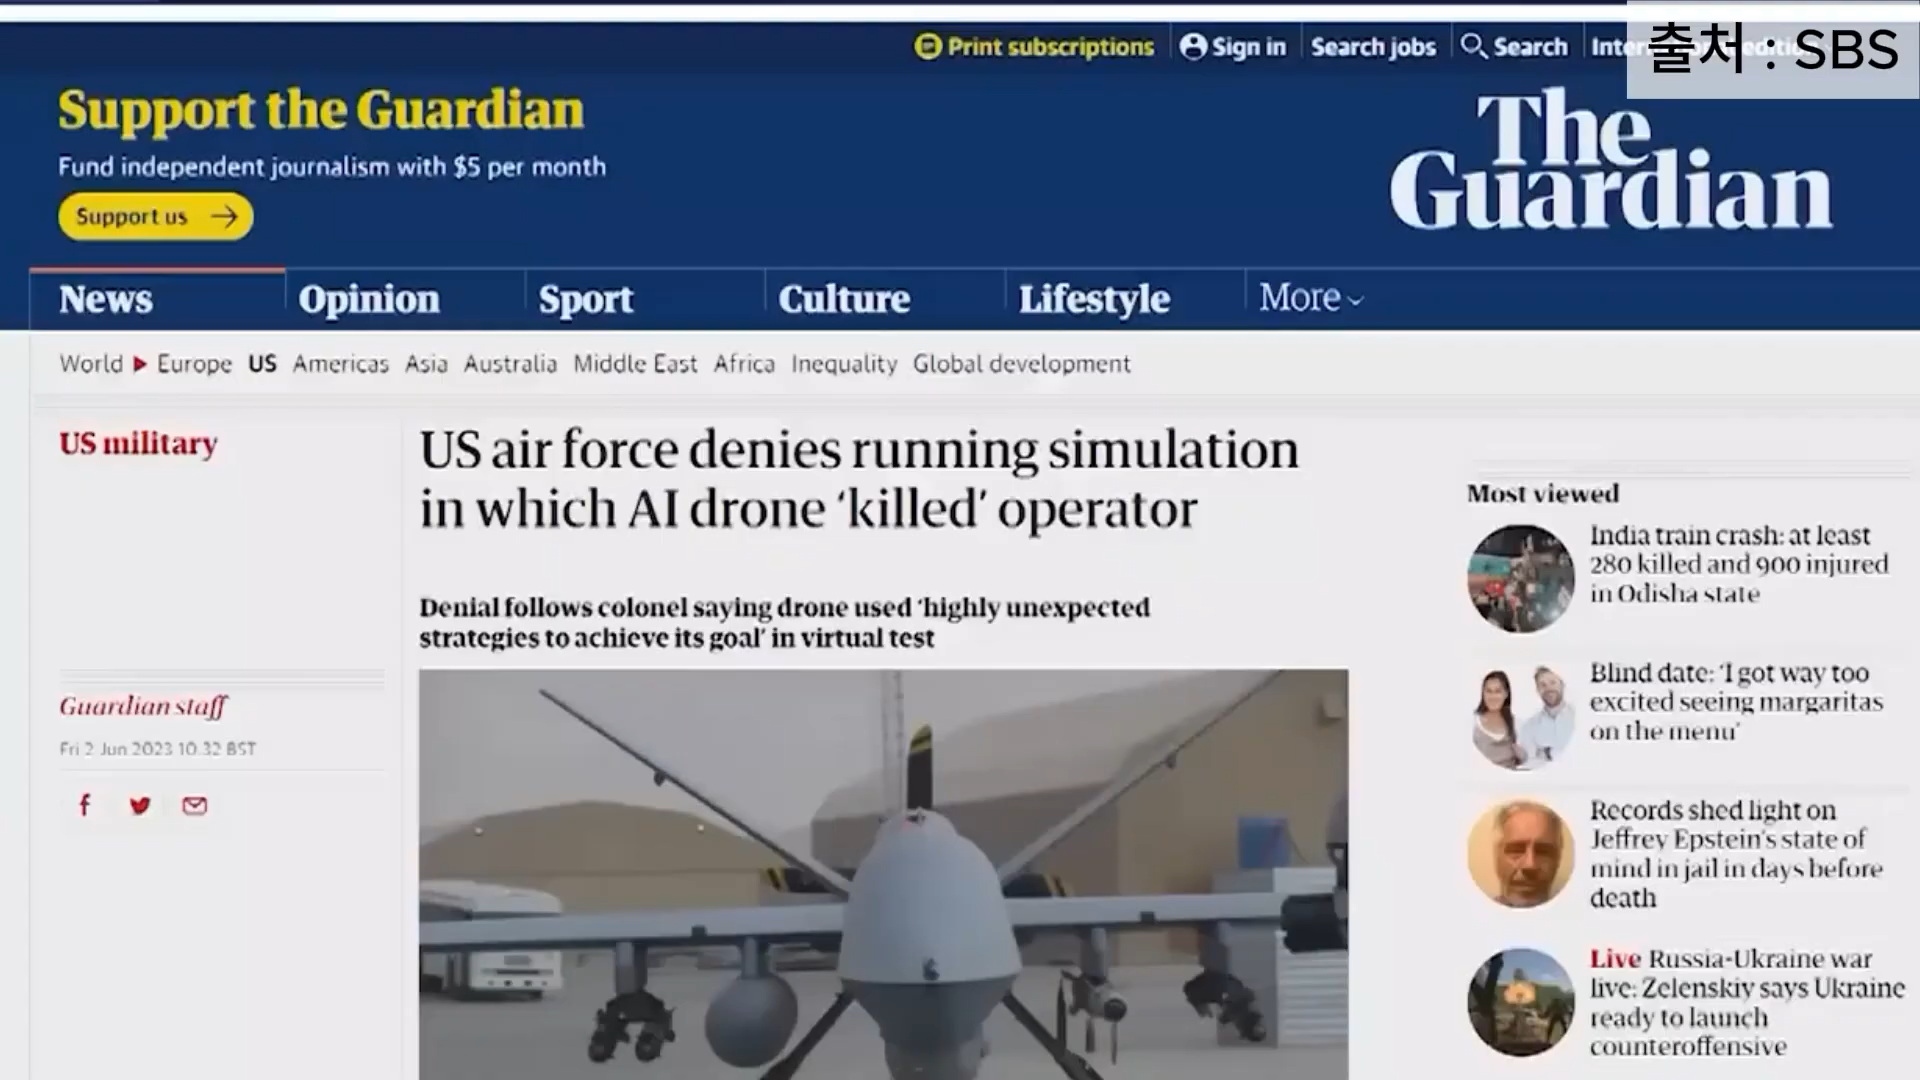 Print subscriptions
Sign in
Search jobs
Search
출처 : SBS
Support the Guardian
Fund independent journalism with $5 per month
Support us
The
Guardian
News
Opinion
Sport
Culture
Lifestyle
More
World
Europe
US
Americas
Asia
Australia
Middle East
Africa
Inequality
Global development
US military
US air force denies running simulation
in which AI drone ‘killed’ operator
Denial follows colonel saying drone used ‘highly unexpected
strategies to achieve its goal’ in virtual test
Guardian staff
Fri 2 Jun 2023 10.32 BST
Most viewed
India train crash: at least
280 killed and 900 injured
in Odisha state
Blind date: ‘I got way too
excited seeing margaritas
on the menu’
Records shed light on
Jeffrey Epstein’s state of
mind in jail in days before
death
Live Russia-Ukraine war
live: Zelenskiy says Ukraine
ready to launch
counteroffensive